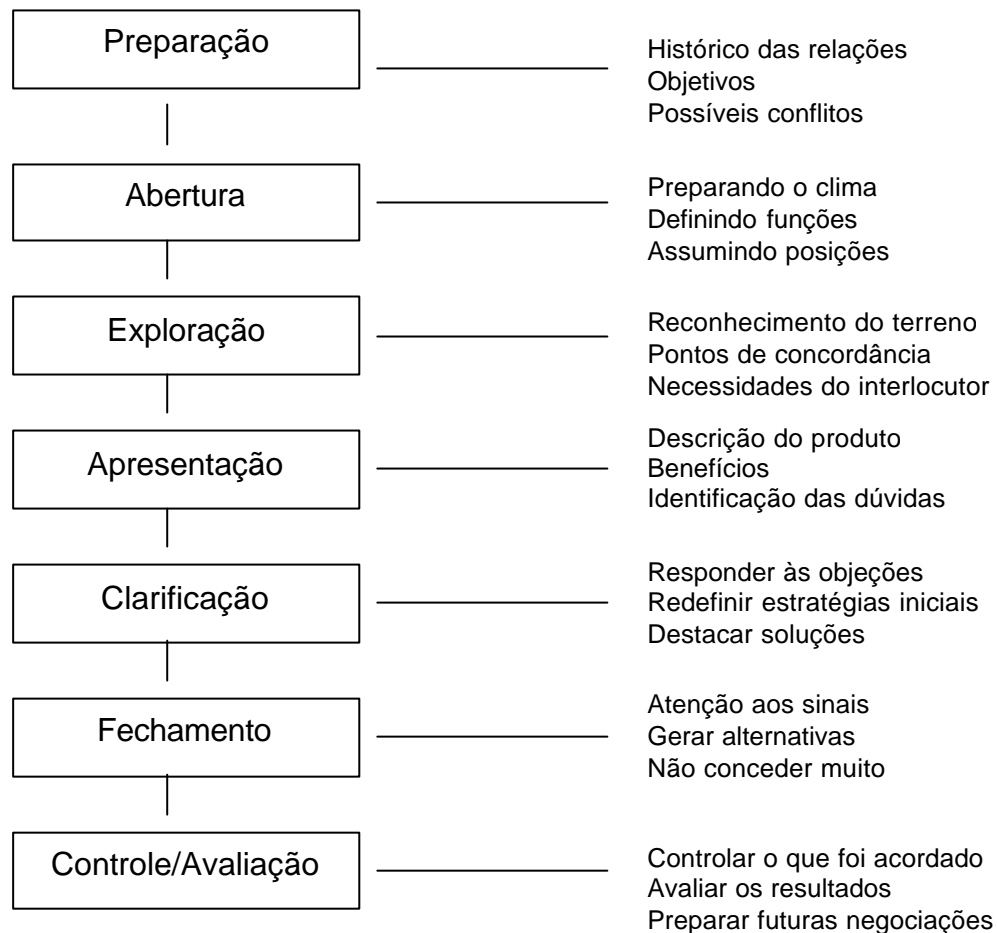 Preparação
Histórico das relações
Objetivos
Possíveis conflitos
Abertura
Preparando o clima
Definindo funções
Assumindo posições
Exploração
Reconhecimento do terreno
Pontos de concordância
Necessidades do interlocutor
Apresentação
Descrição do produto
Benefícios
Identificação das dúvidas
Clarificação
Responder às objeções
Redefinir estratégias iniciais
Destacar soluções
Fechamento
Atenção aos sinais
Gerar alternativas
Não conceder muito
Controle/Avaliação
Controlar o que foi acordado
Avaliar os resultados
Preparar futuras negociações